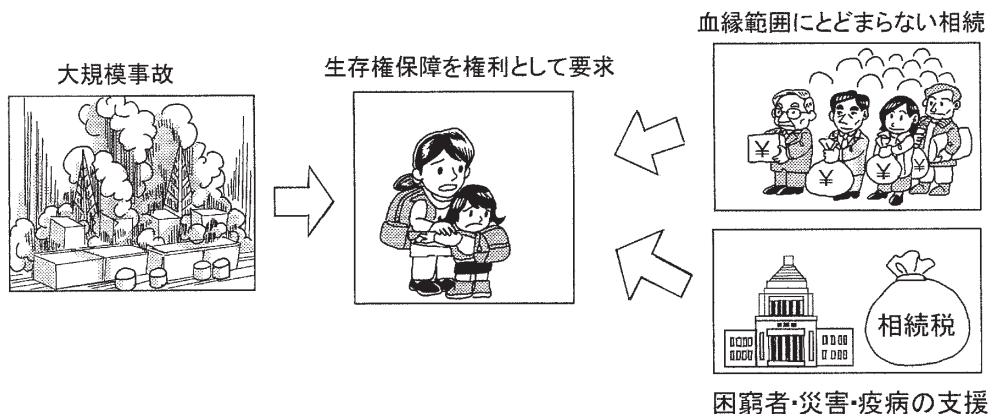 大規模事故
生存権保障を権利として要求
血縁範囲にとどまらない相続
¥
¥
¥
¥
相続税
困窮者・災害・疫病の支援